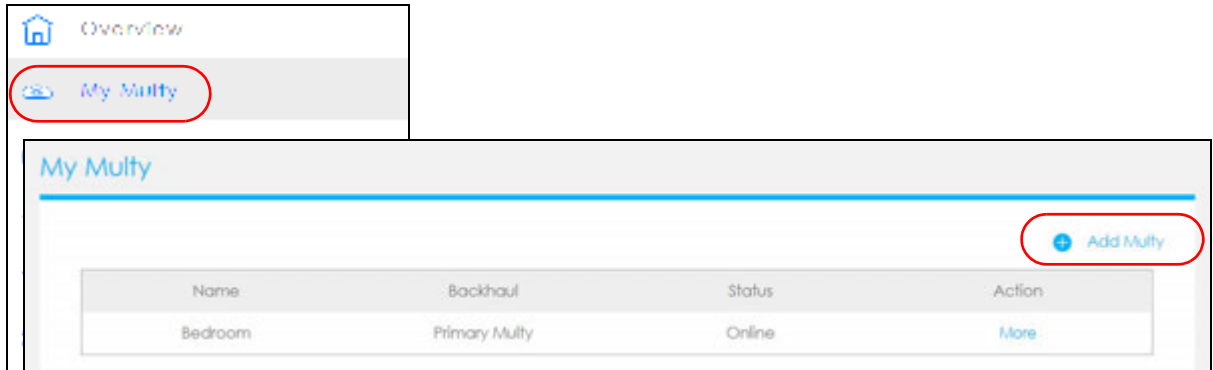 Overview
My Multy
My Multy
Add Multy
Name Backhaul Status Action
Bedroom Primary Multy Online More